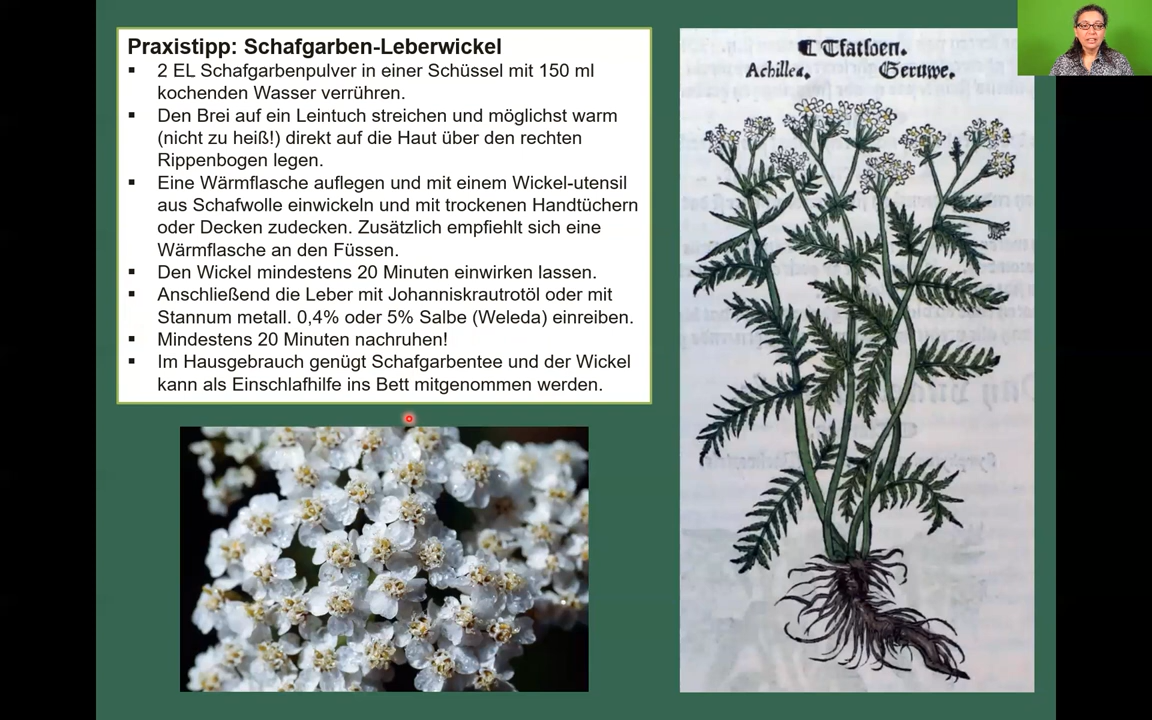 Praxistipp: Schafgarben-Leberwickel
▪ 2 EL Schafgarbenpulver in einer Schüssel mit 150 ml
kochenden Wasser verrühren.
▪ Den Brei auf ein Leintuch streichen und möglichst warm
(nicht zu heiß!) direkt auf die Haut über den rechten
Rippenbogen legen.
▪ Eine Wärmflasche auflegen und mit einem Wickel-utensil
aus Schafwolle einwickeln und mit trockenen Handtüchern
oder Decken zudecken. Zusätzlich empfiehlt sich eine
Wärmflasche an den Füssen.
▪ Den Wickel mindestens 20 Minuten einwirken lassen.
▪ Anschließend die Leber mit Johanniskrautrotöl oder mit
Stannum metall. 0,4% oder 5% Salbe (Weleda) einreiben.
▪ Mindestens 20 Minuten nachruhen!
▪ Im Hausgebrauch genügt Schafgarbentee und der Wickel
kann als Einschlafhilfe ins Bett mitgenommen werden.
Achillea. Geruwe.